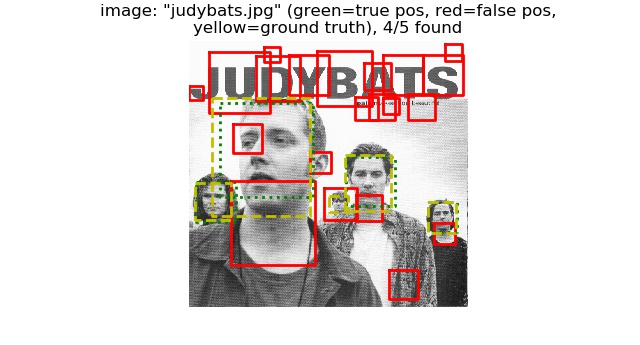 image: "judybats.jpg" (green=true pos, red=false pos,
yellow=ground truth), 4/5 found
JUDYBATS